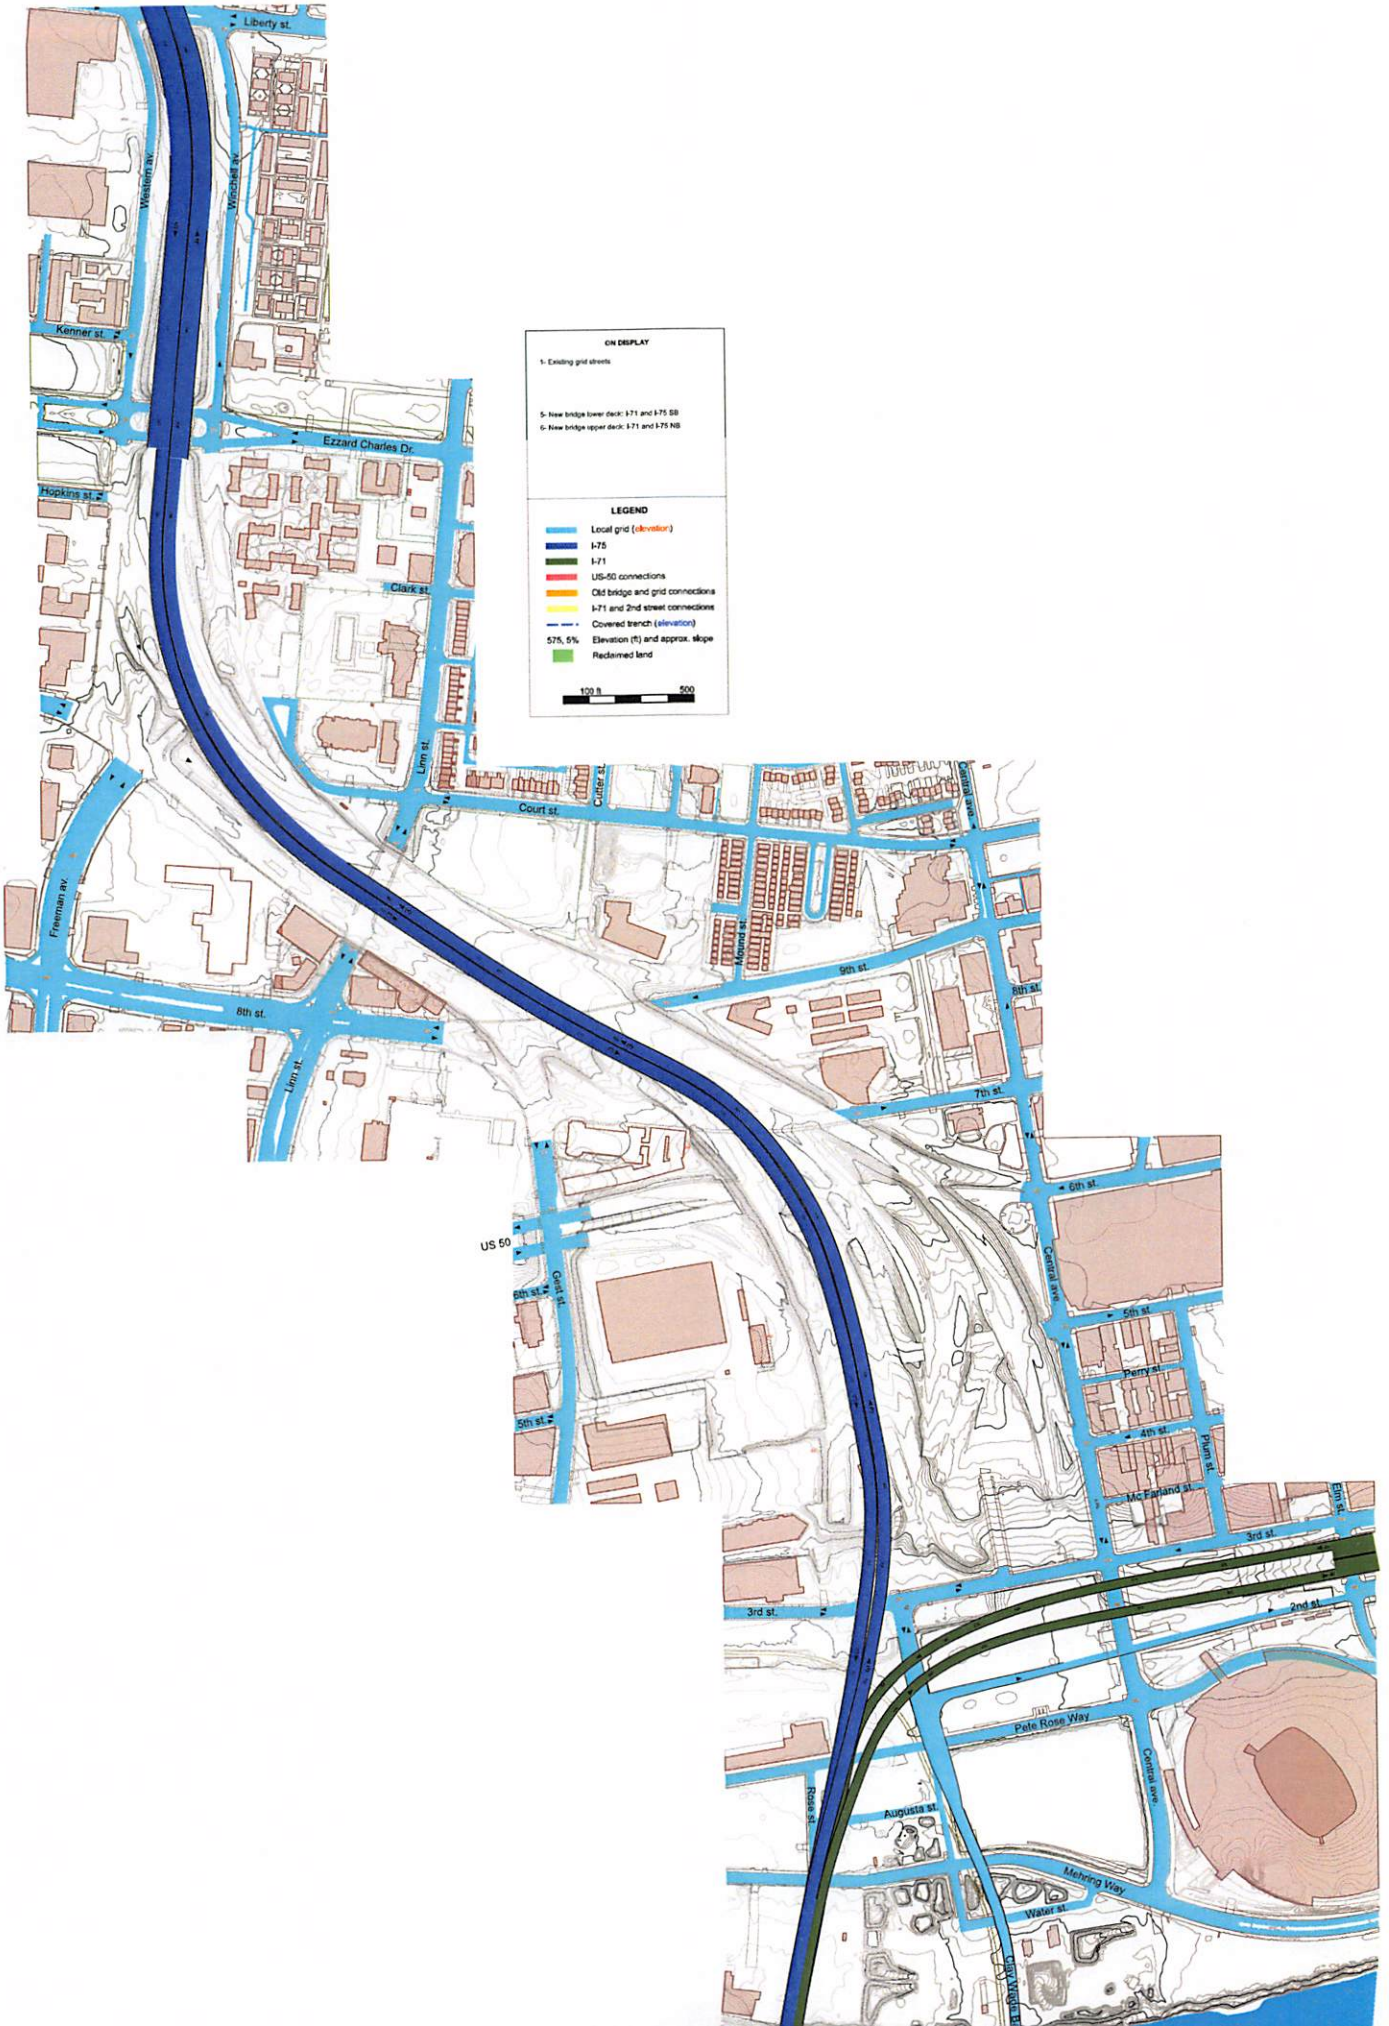 Liberty st.
Western av.
Winchell av.
Kenner st.
ON DISPLAY
1- Existing grid streets
5- New bridge lower deck: I-71 and I-75 SB
6- New bridge upper deck: I-71 and I-75 NB
Ezzard Charles Dr.
Hopkins st.
LEGEND
Local grid (elevation)
I-75
I-71
US-50 connections
Old bridge and grid connections
I-71 and 2nd street connections
Covered trench (elevation)
575, 5% Elevation (ft) and approx. slope
Reclaimed land
100 ft 500
Clark st.
Linn st.
Cutter st.
Court st.
Central ave.
Freeman av.
Mound st.
9th st.
8th st.
8th st.
Linn st.
7th st.
6th st.
US 50
Gest st.
6th st.
Central ave.
5th st.
Perry st.
5th st.
4th st.
Plum st.
Mc Farland st.
Elm st.
3rd st.
3rd st.
2nd st.
Pete Rose Way
Rose st.
Central ave.
Augusta st.
Mehring Way
Water st.
Clay Wade B.